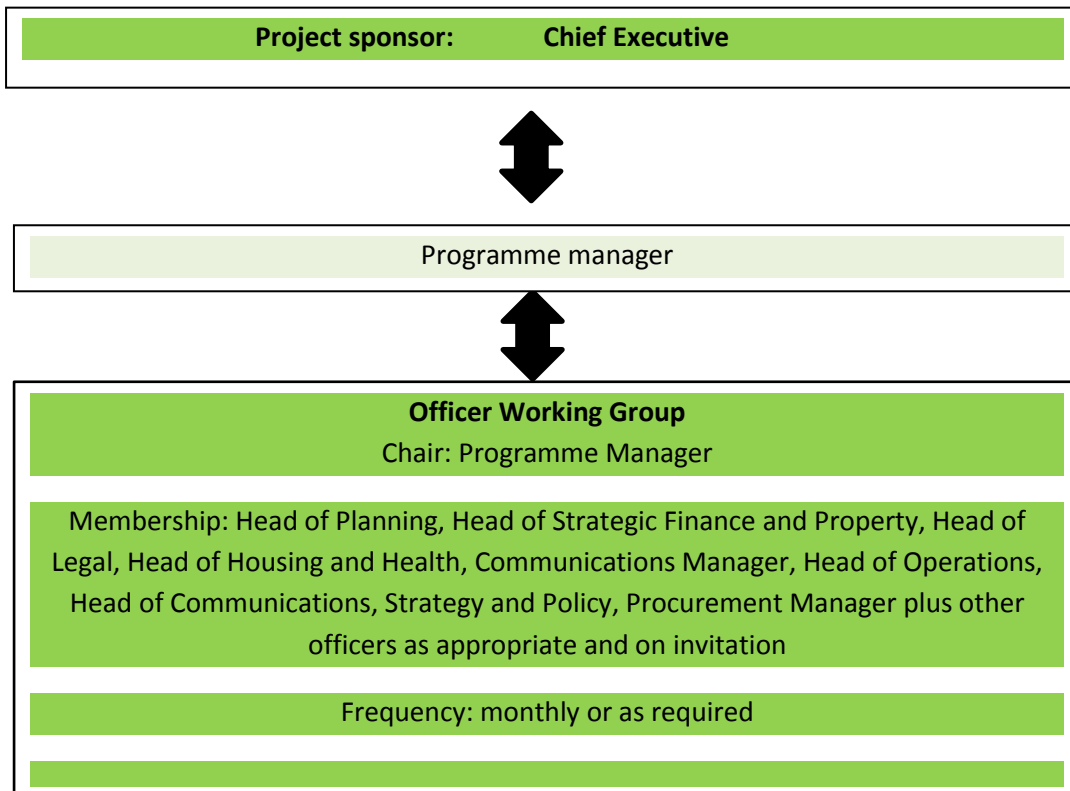 Project sponsor: Chief Executive
Programme manager
Officer Working Group
Chair: Programme Manager
Membership: Head of Planning, Head of Strategic Finance and Property, Head of
Legal, Head of Housing and Health, Communications Manager, Head of Operations,
Head of Communications, Strategy and Policy, Procurement Manager plus other
officers as appropriate and on invitation
Frequency: monthly or as required